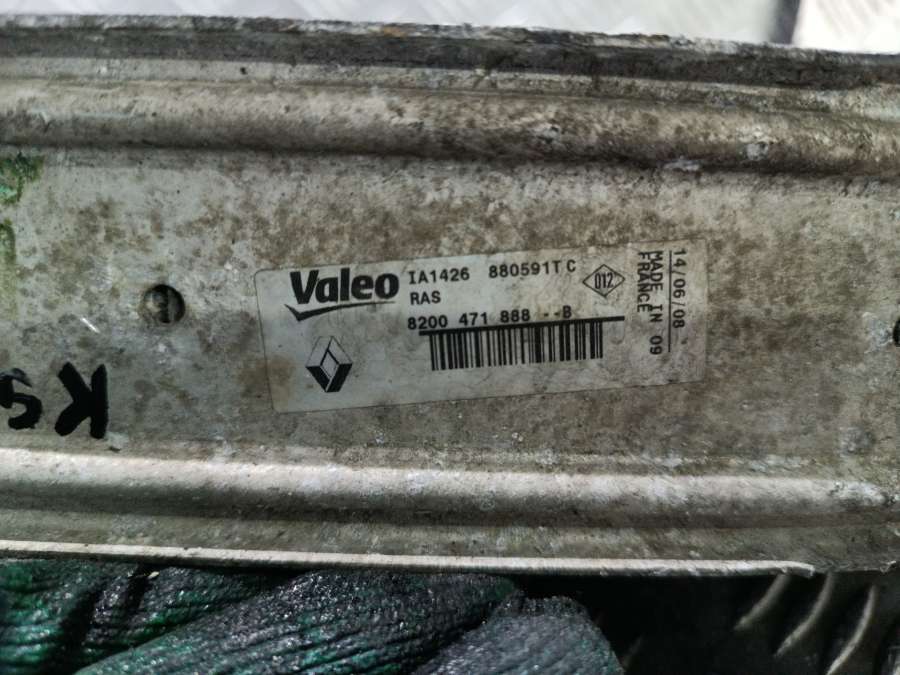 Valeo
IA1426 880591T C
RAS
8200 471 888 --B
012
14/06/08
MADE IN 09
FRANCE